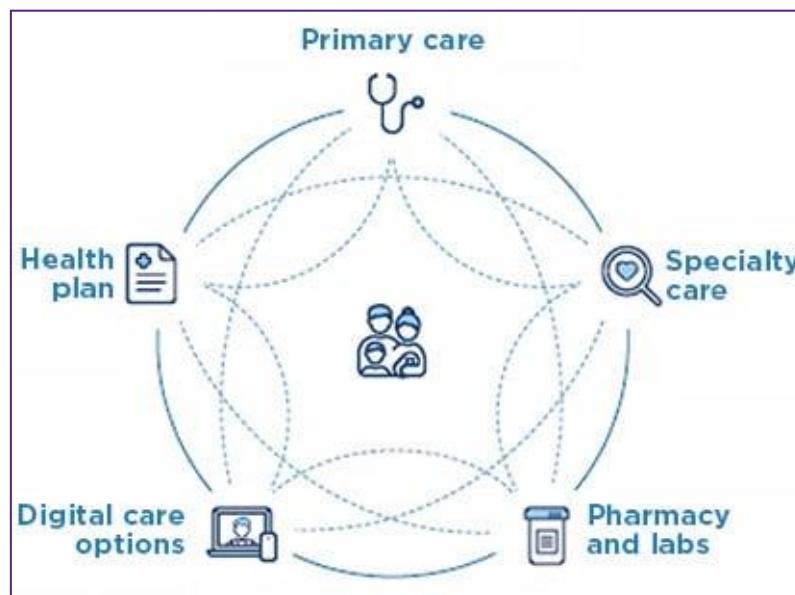 Primary care
Health
plan
Specialty
care
Digital care
options
Pharmacy
and labs